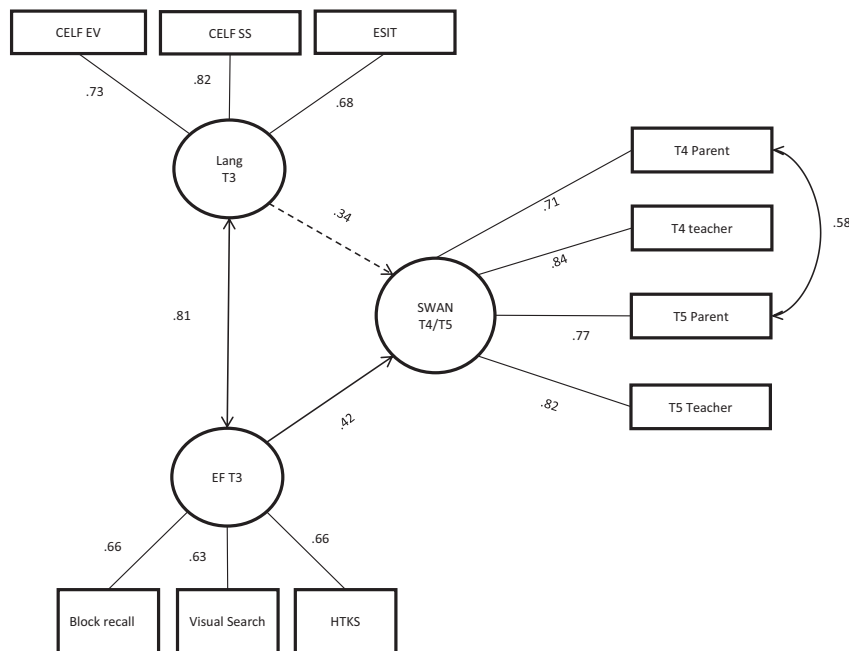 CELF EV
CELF SS
ESIT
.73
.82
.68
Lang
T3
T4 Parent
.71
.34
T4 teacher
.58
.84
SWAN
T4/T5
.81
T5 Parent
.77
T5 Teacher
.82
.42
EF T3
.66
.63
.66
Block recall
Visual Search
HTKS